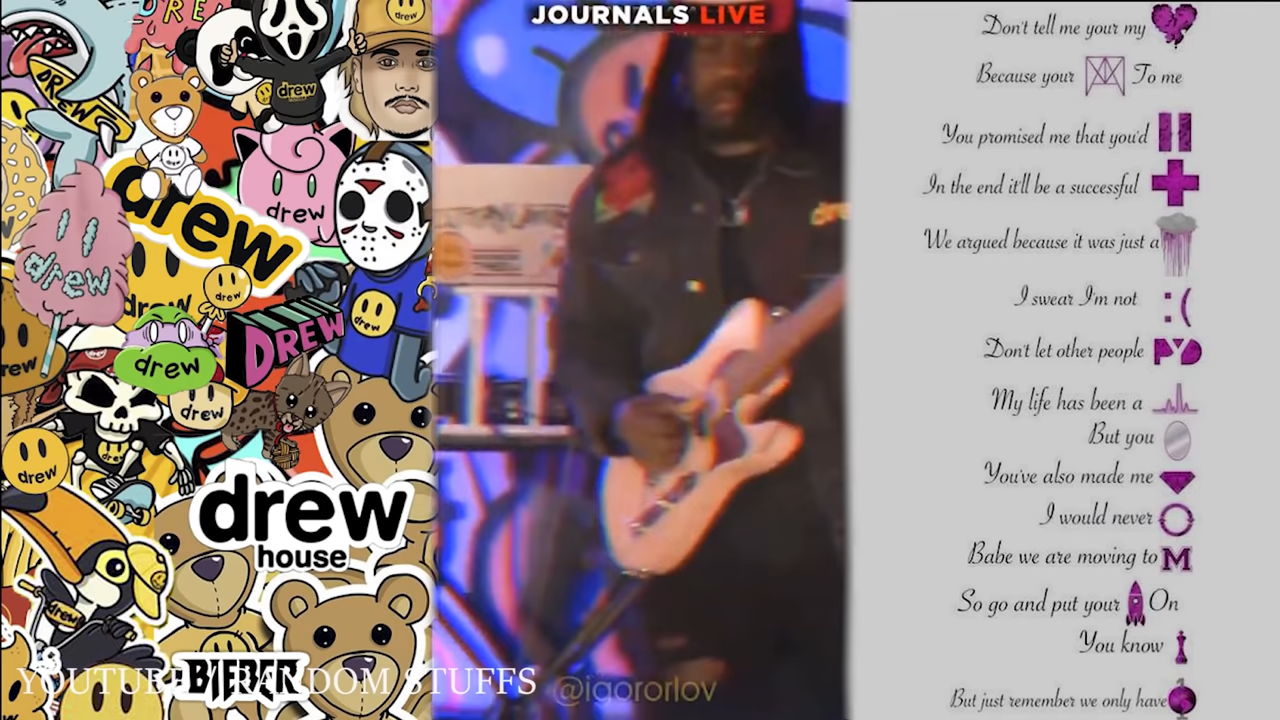 DRE
drew
DREW
drew
drew
drew
drew
drew
drew
drew
drew
DREW
drew
drew
drew
drew
drew
drew
house
drew
BIEBER
YOUTUBE / RANDOM STUFFS
JOURNALS LIVE
dre
@igororlov
Don't tell me your my
Because your To me
You promised me that you'd
In the end it'll be a successful
We argued because it was just a
I swear I'm not :(
Don't let other people
My life has been a
But you
You've also made me
I would never
Babe we are moving to M
So go and put your On
You know
But just remember we only have